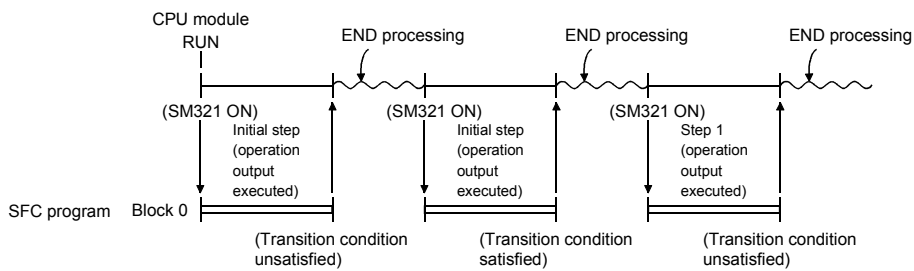 CPU module
RUN
END processing
END processing
END processing
(SM321 ON)
Initial step
(operation
output
executed)
(SM321 ON)
Initial step
(operation
output
executed)
(SM321 ON)
Step 1
(operation
output
executed)
SFC program
Block 0
(Transition condition
unsatisfied)
(Transition condition
satisfied)
(Transition condition
unsatisfied)